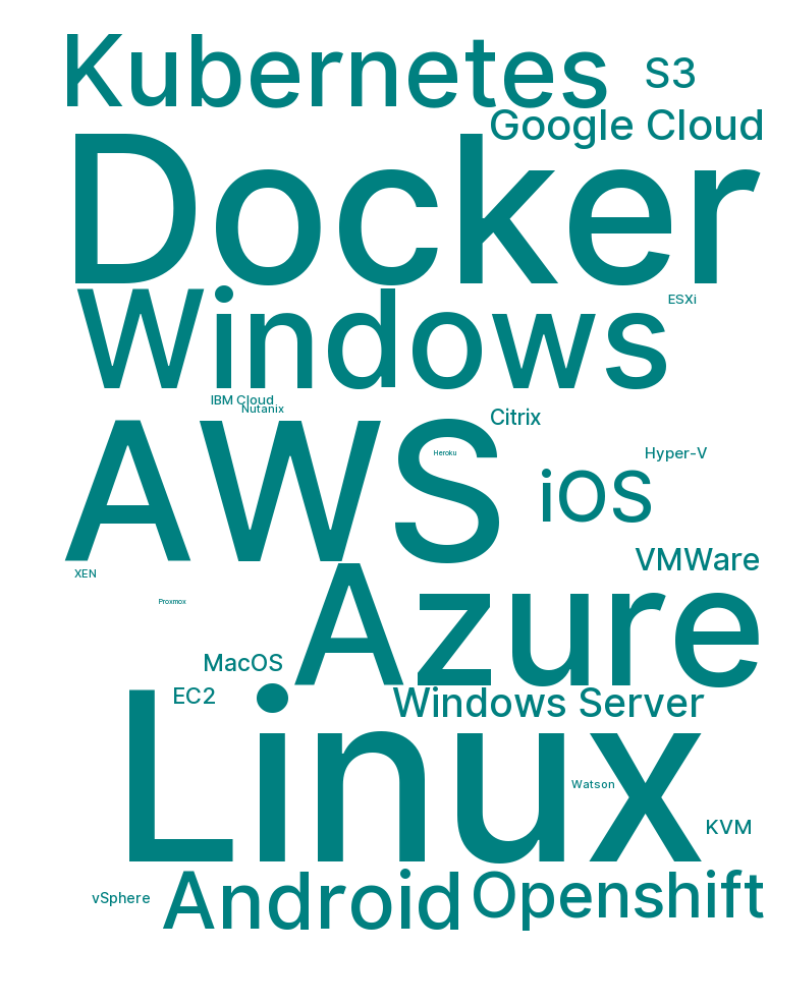 Kubernetes
S3
Google Cloud
Docker
Windows
ESXi
IBM Cloud
Nutanix
Citrix
AWS
Heroku
Hyper-V
iOS
VMWare
XEN
Azure
Proxmox
MacOS
EC2
Windows Server
Linux
Watson
KVM
Openshift
vSphere
Android